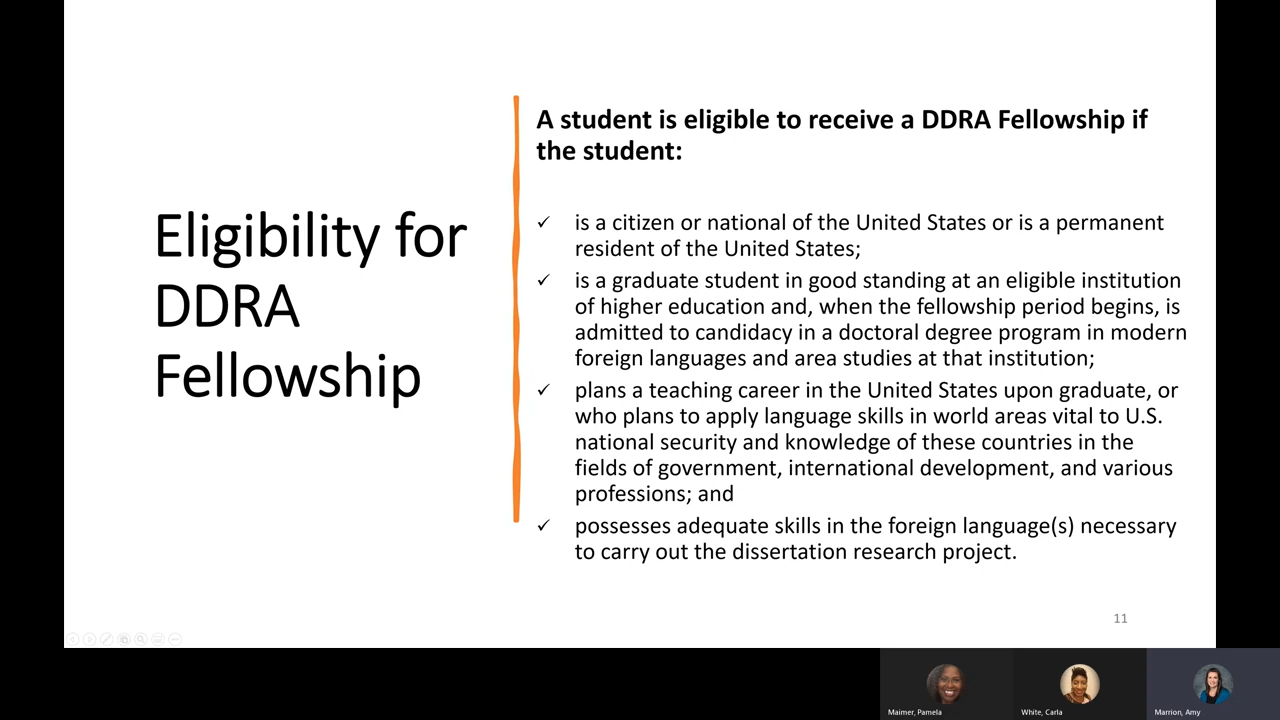 Eligibility for
DDRA
Fellowship
A student is eligible to receive a DDRA Fellowship if
the student:
✓ is a citizen or national of the United States or is a permanent
resident of the United States;
✓ is a graduate student in good standing at an eligible institution
of higher education and, when the fellowship period begins, is
admitted to candidacy in a doctoral degree program in modern
foreign languages and area studies at that institution;
✓ plans a teaching career in the United States upon graduate, or
who plans to apply language skills in world areas vital to U.S.
national security and knowledge of these countries in the
fields of government, international development, and various
professions; and
✓ possesses adequate skills in the foreign language(s) necessary
to carry out the dissertation research project.
11
Maimer, Pamela
White, Carla
Marrion, Amy